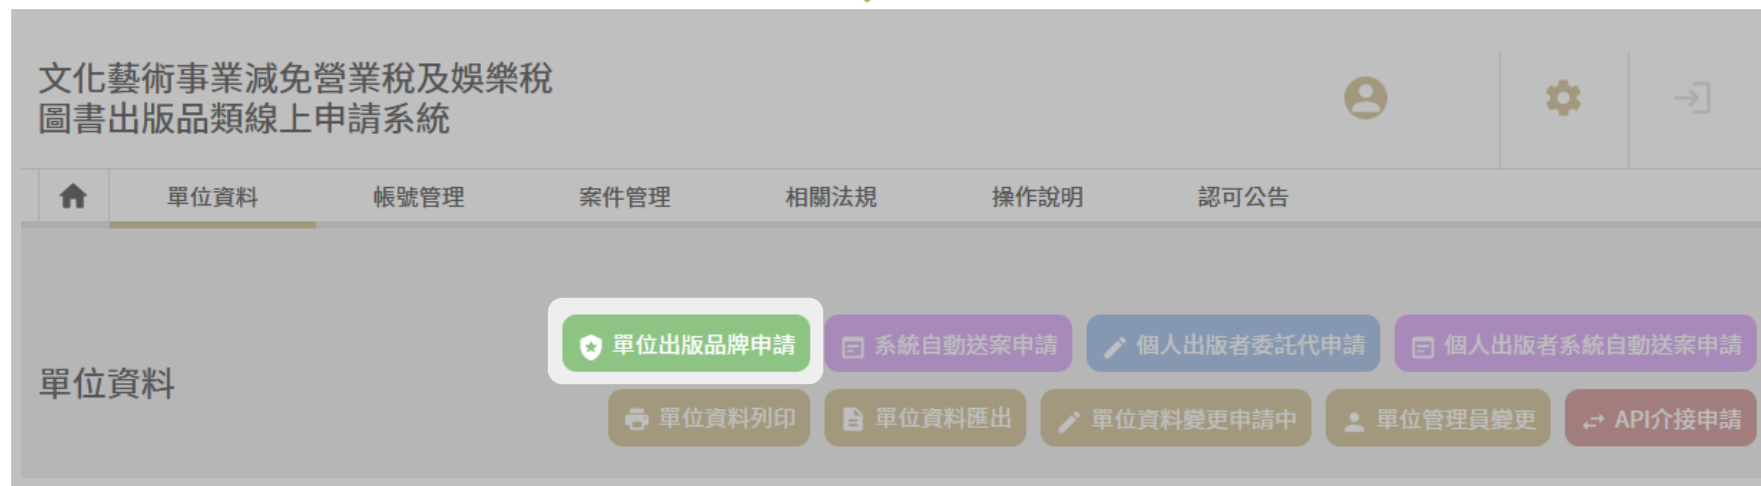 文化藝術事業減免營業稅及娛樂稅
圖書出版品類線上申請系統
單位資料 帳號管理 案件管理 相關法規 操作說明 認可公告
單位出版品牌申請 系統自動送案申請 個人出版者委託代申請 個人出版者系統自動送案申請
單位資料
單位資料列印 單位資料匯出 單位資料變更申請中 單位管理員變更 API介接申請